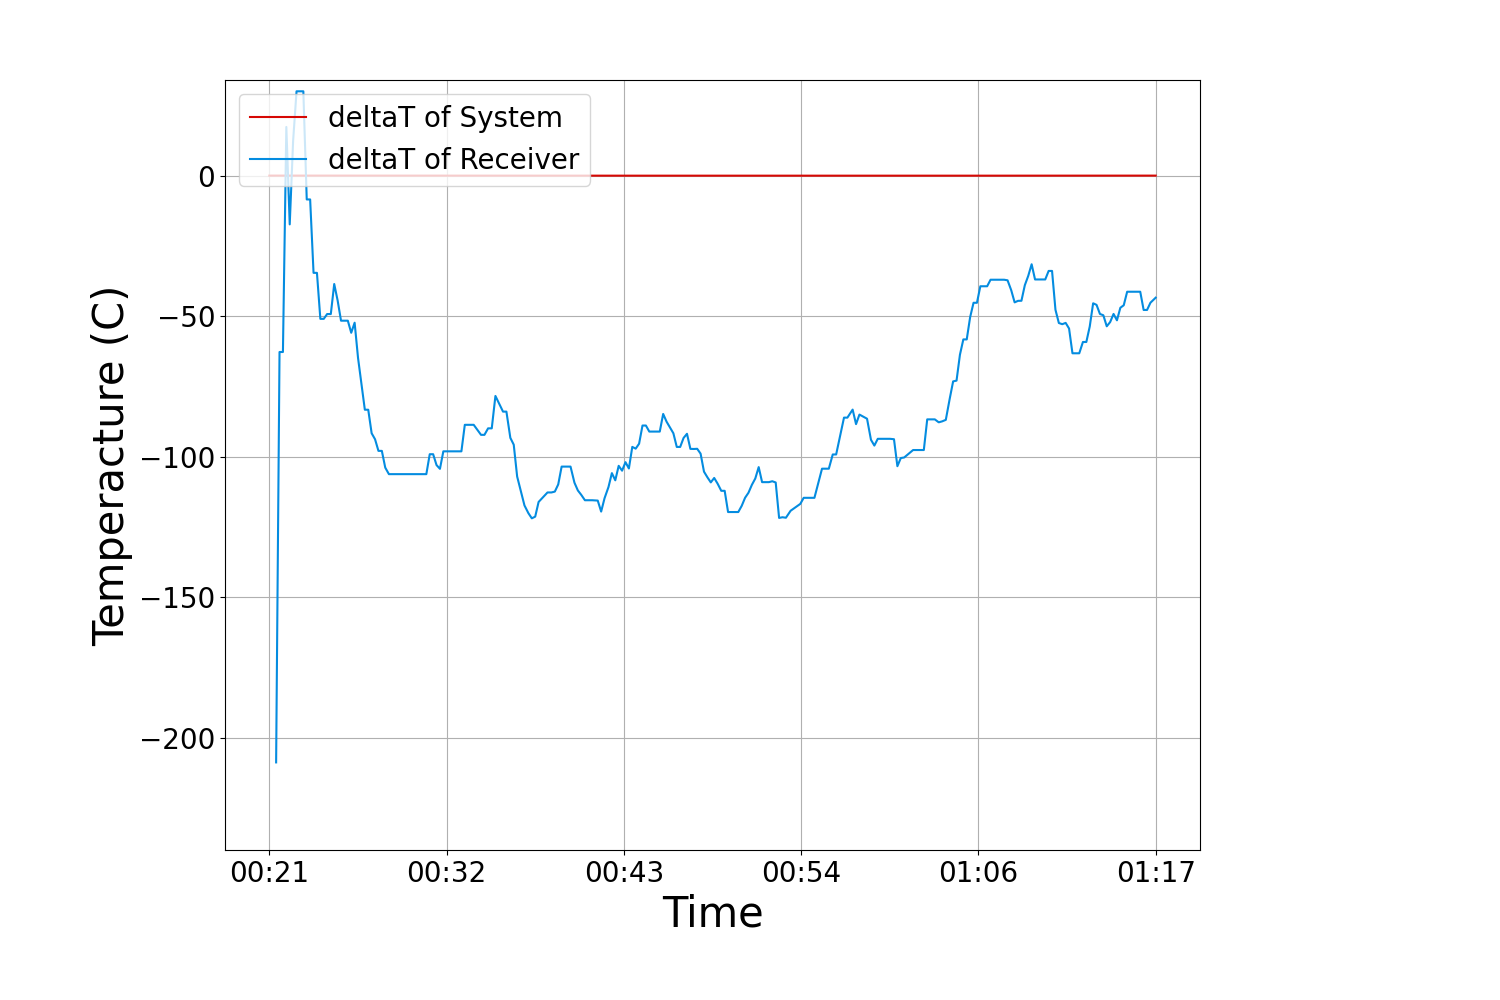 deltaT of System
deltaT of Receiver
0
−50
−100
−150
−200
Temperacture (C)
00:21 00:32 00:43 00:54 01:06 01:17
Time